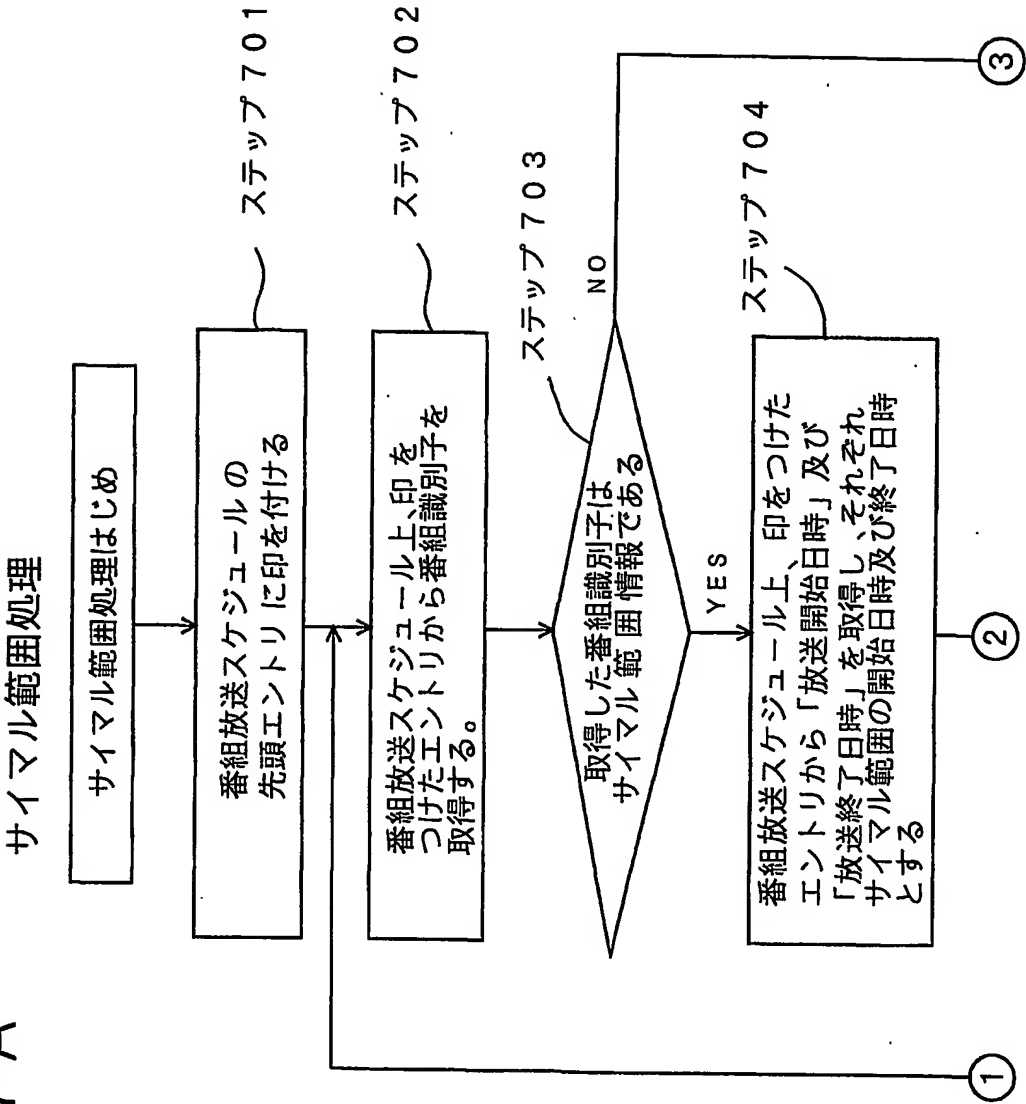 サイマル範囲処理
サイマル範囲処理はじめ
番組放送スケジュールの
先頭エントリに印を付ける
ステップ701
番組放送スケジュール上、印を
つけたエントリから番組識別子を
取得する。
ステップ702
取得した番組識別子は
サイマル範囲情報である
ステップ703
NO
YES
番組放送スケジュール上、印をつけた
エントリから「放送開始日時」及び
「放送終了日時」を取得し、それぞれ
サイマル範囲の開始日時及び終了日時
とする
ステップ704
①
②
③